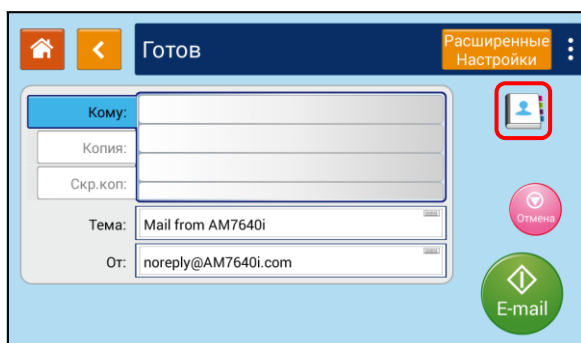 Готов
Расширенные
Настройки
Кому:
Копия:
Скр.коп:
Тема: Mail from AM7640i
От: noreply@AM7640i.com
Отмена
E-mail